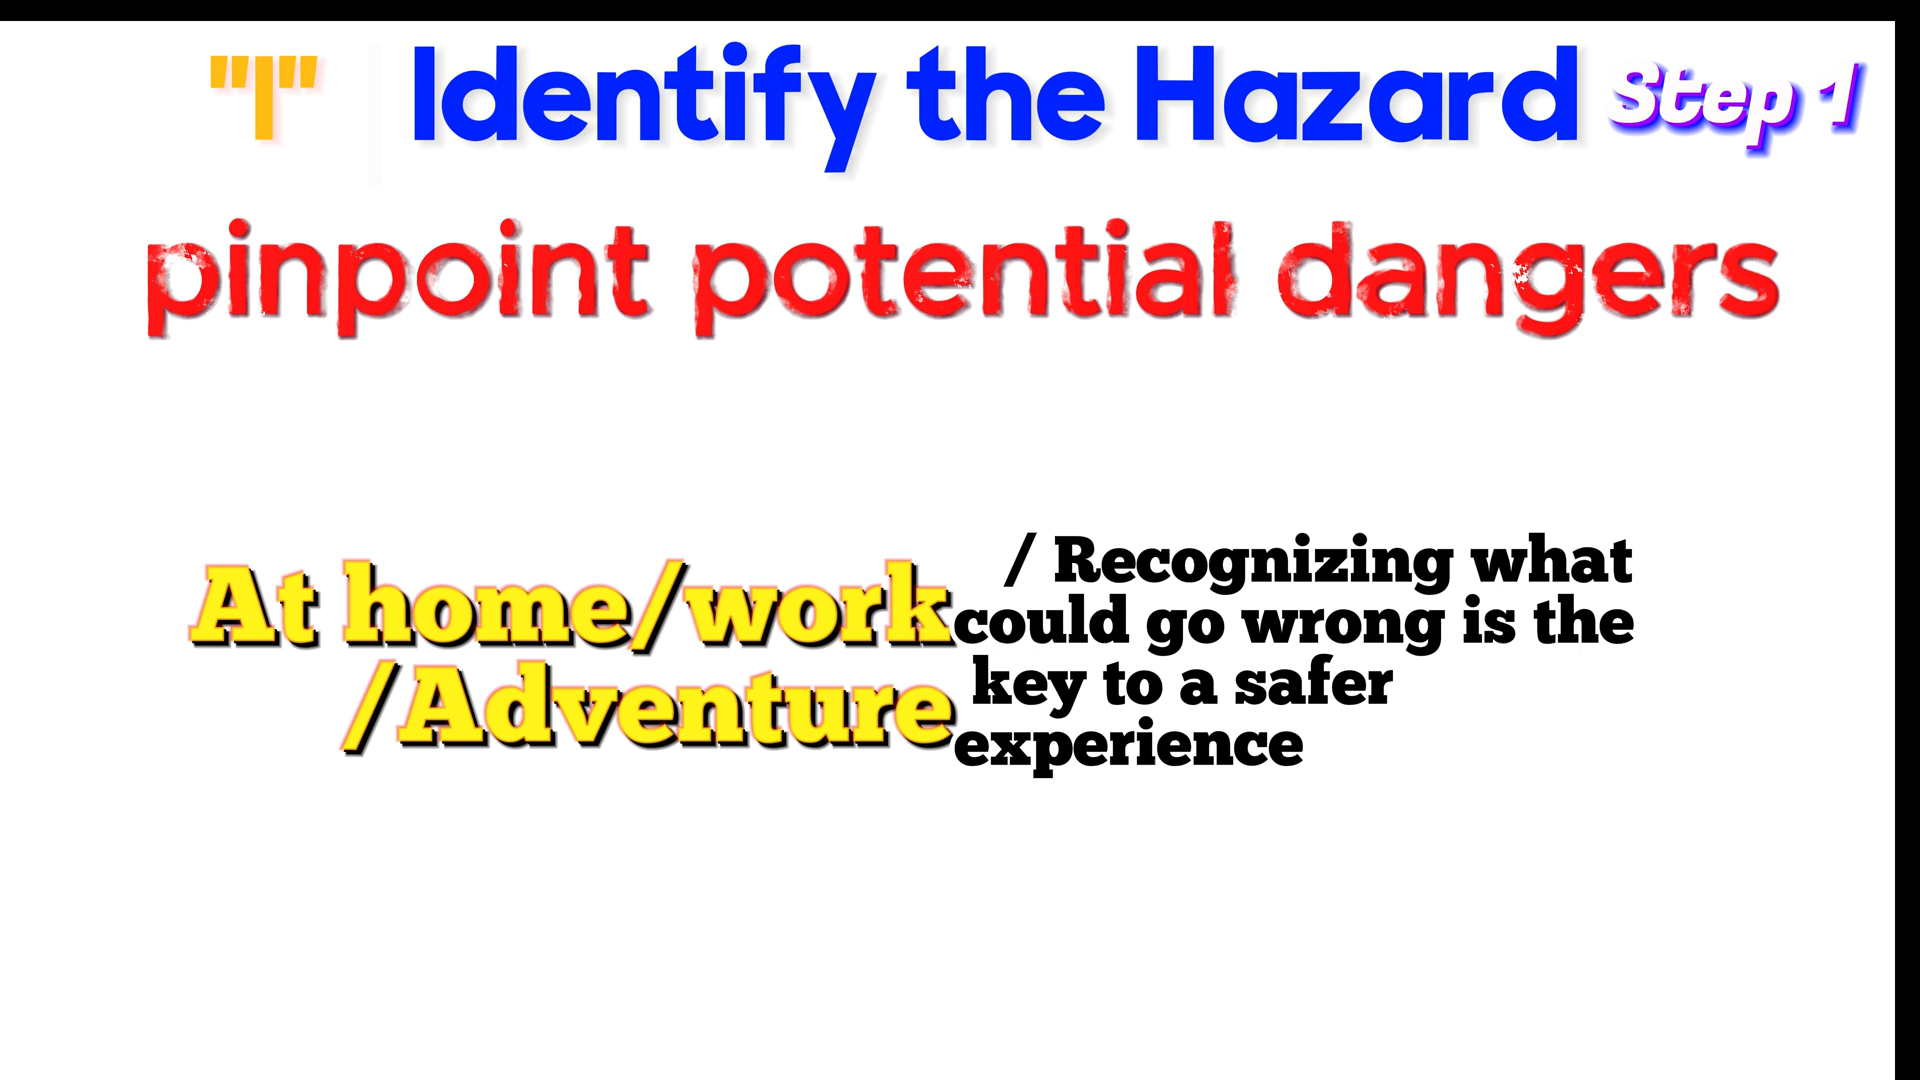 "I" Identify the Hazard Step 1
pinpoint potential dangers
At home/work
/Adventure
/ Recognizing what
could go wrong is the
key to a safer
experience